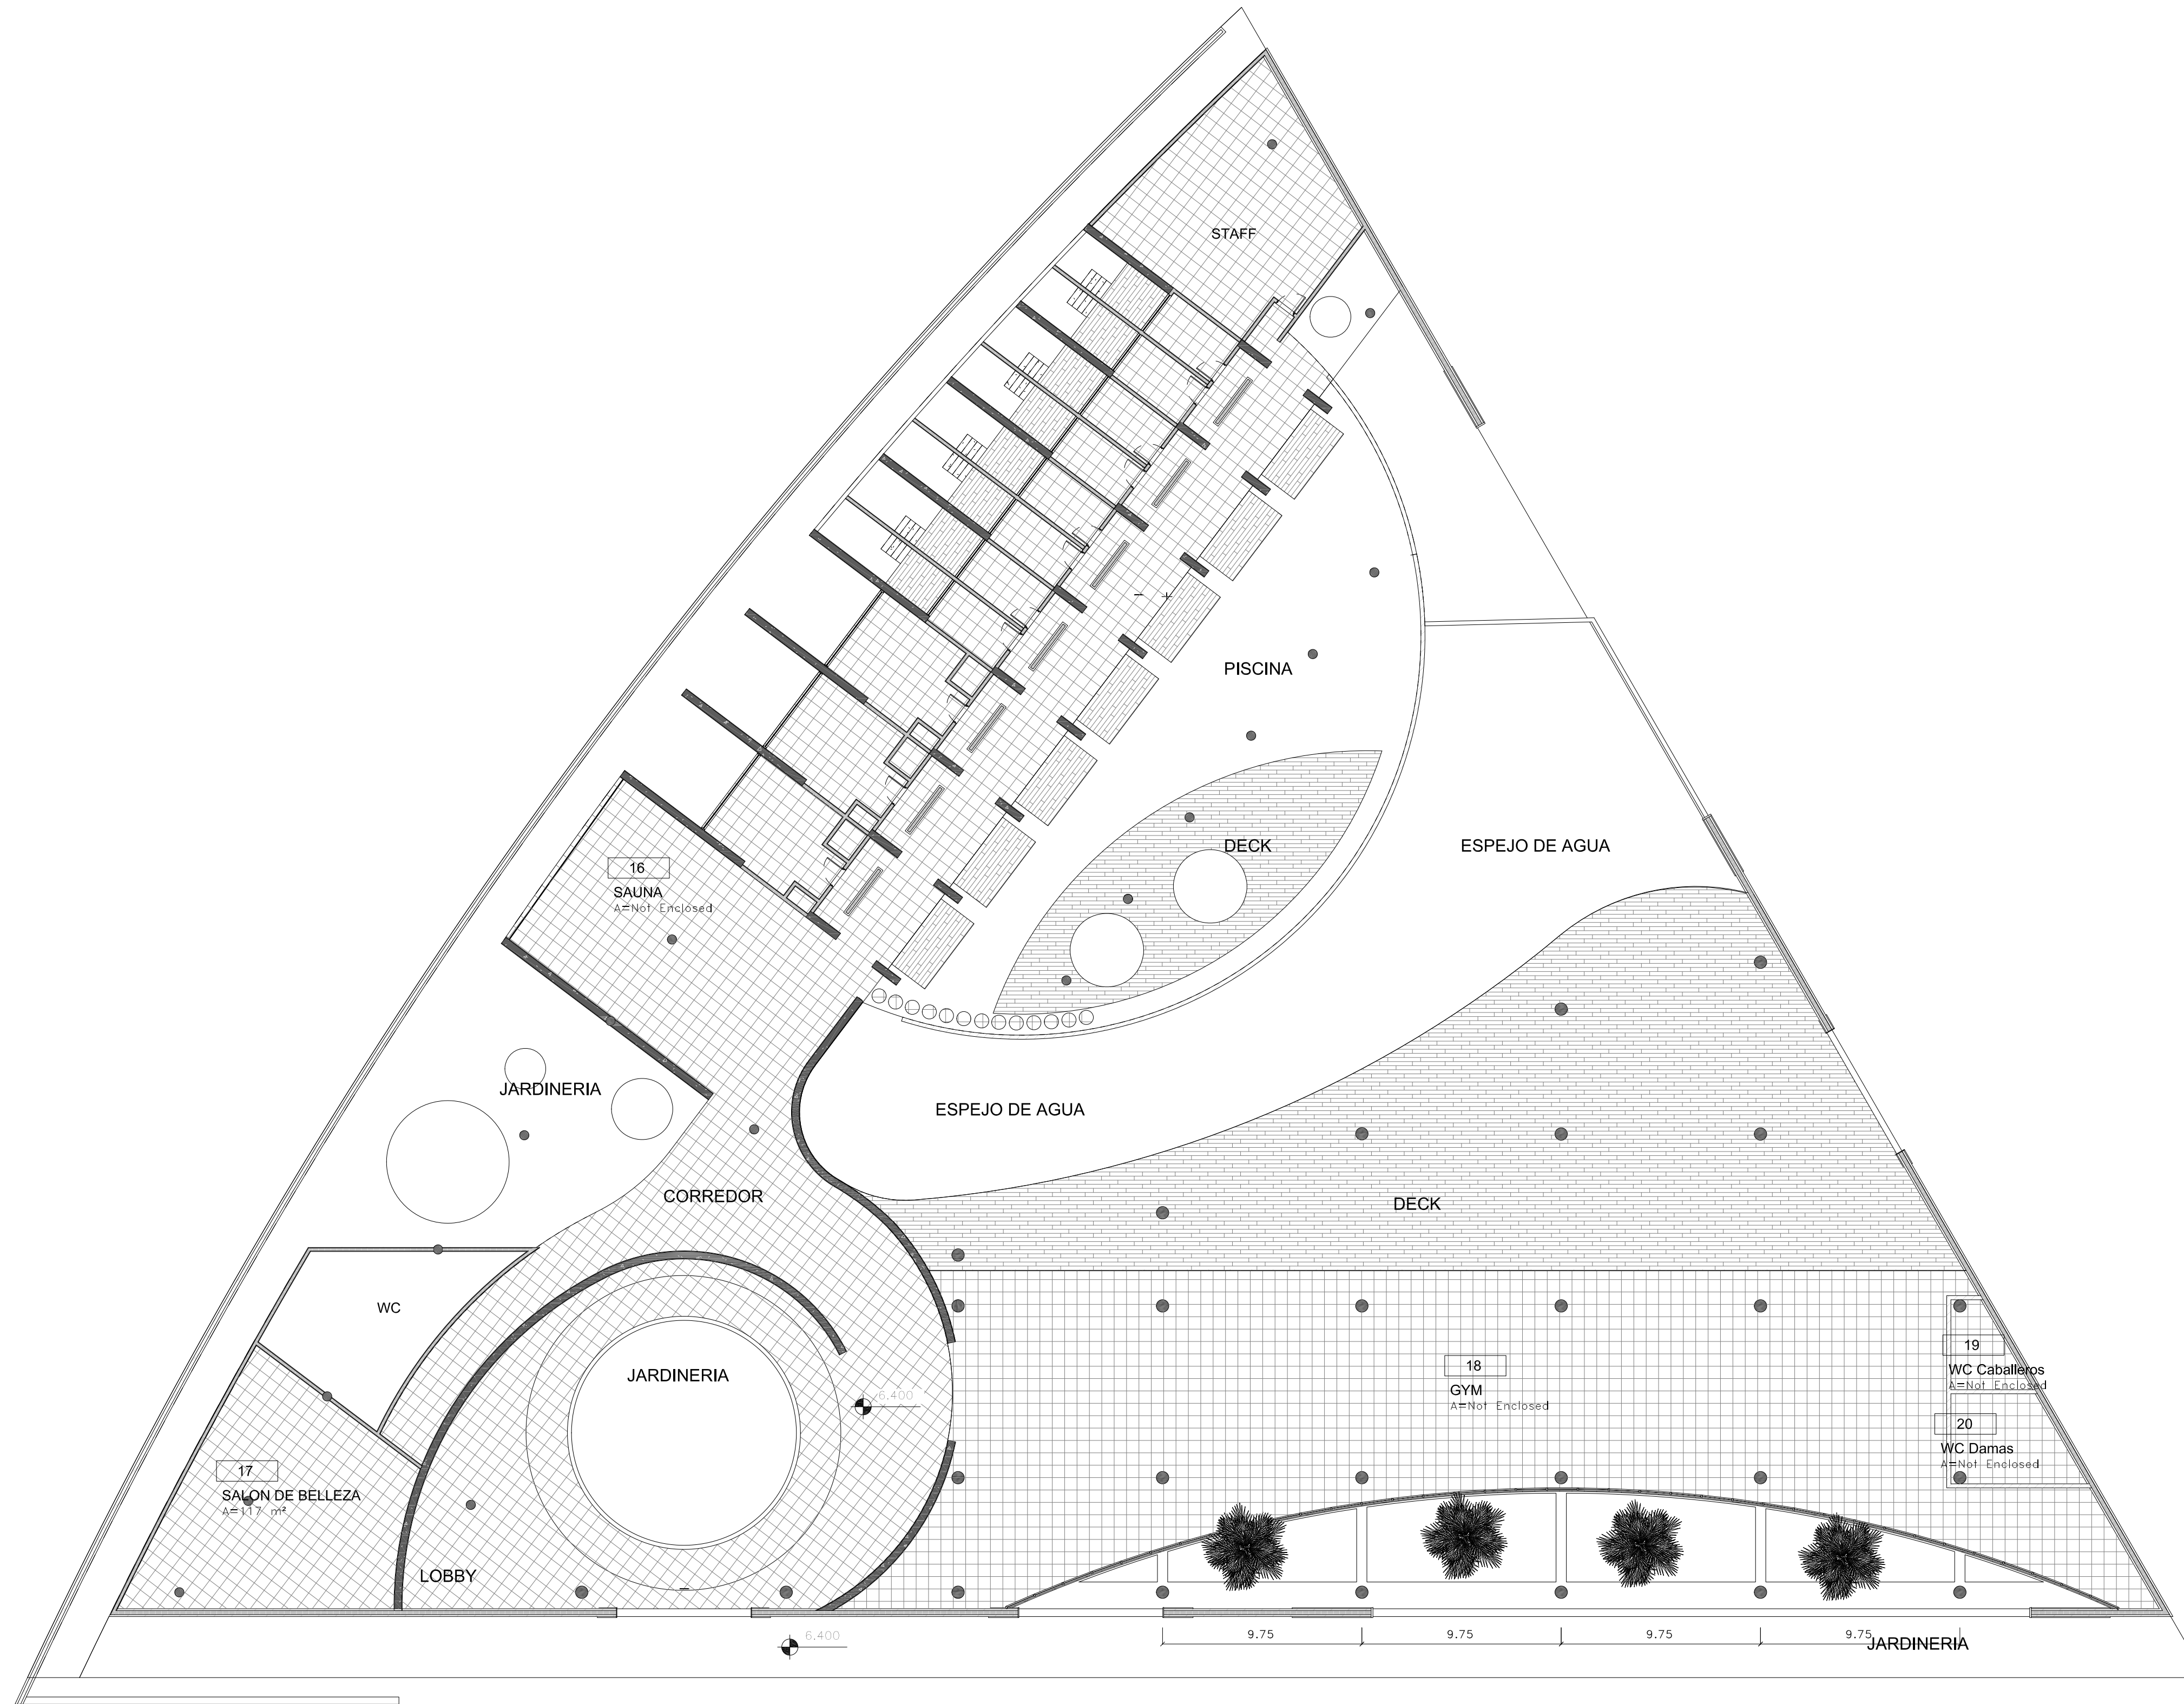 STAFF
PISCINA
DECK
ESPEJO DE AGUA
16
SAUNA
A=Not Enclosed
JARDINERIA
ESPEJO DE AGUA
CORREDOR
DECK
WC
JARDINERIA
6.400
18
GYM
A=Not Enclosed
19
WC Caballeros
A=Not Enclosed
20
WC Damas
A=Not Enclosed
17
SALON DE BELLEZA
A=117 m²
LOBBY
6.400
9.75
9.75
9.75
9.75
JARDINERIA